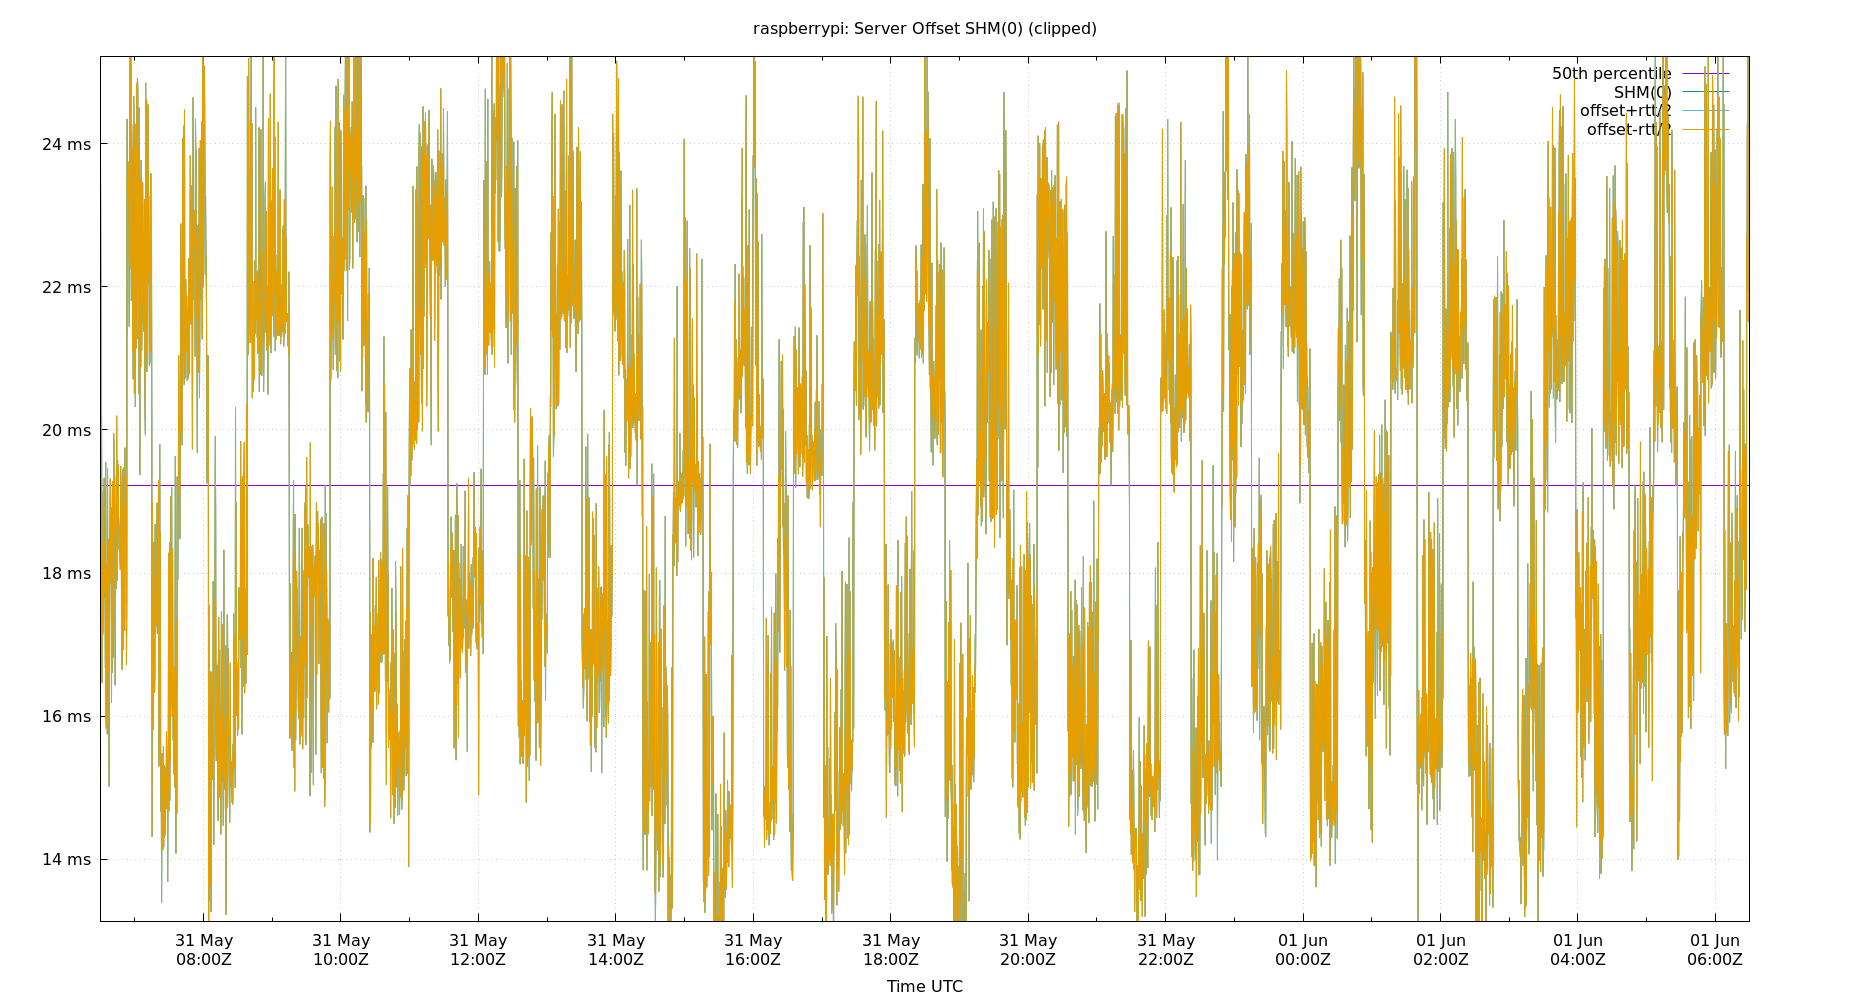 raspberrypi: Server Offset SHM(0) (clipped)
50th percentile
SHM(0)
offset+rtt/2
offset-rtt/2
24 ms
22 ms
20 ms
18 ms
16 ms
14 ms
31 May 31 May 31 May 31 May 31 May 31 May 31 May 31 May 01 Jun 01 Jun 01 Jun 01 Jun
08:00Z 10:00Z 12:00Z 14:00Z 16:00Z 18:00Z 20:00Z 22:00Z 00:00Z 02:00Z 04:00Z 06:00Z
Time UTC